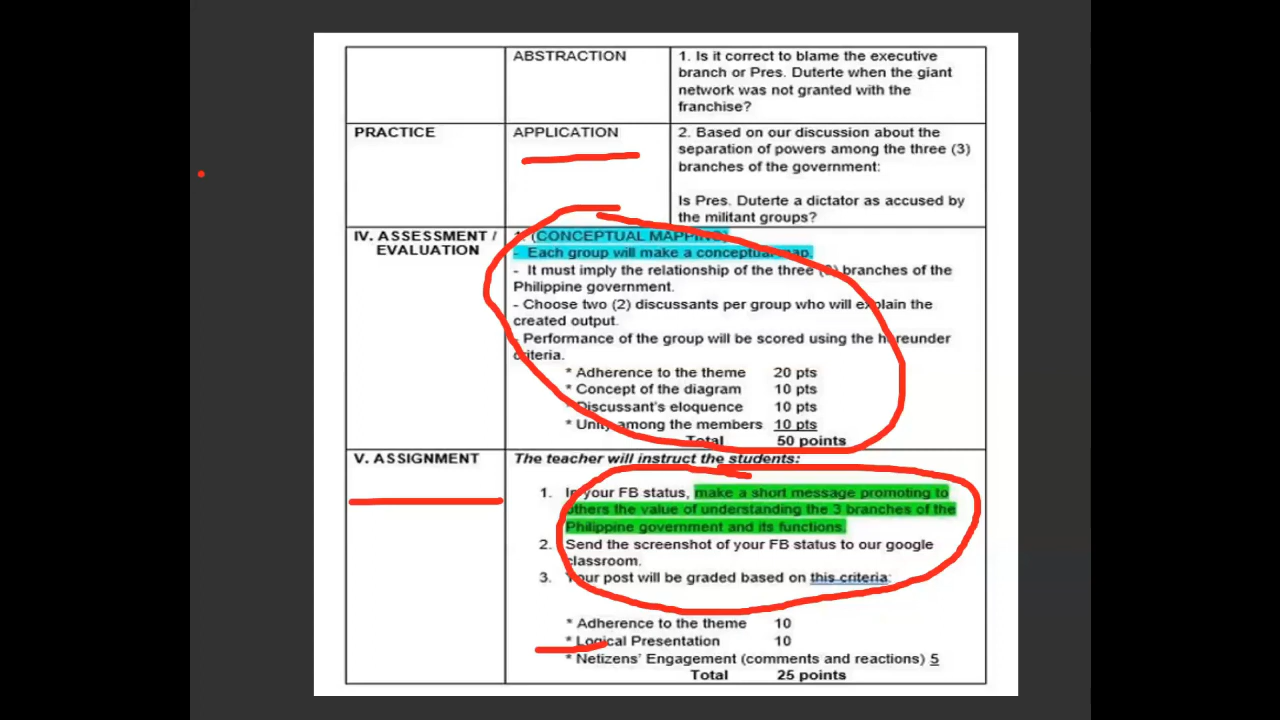 ABSTRACTION
1. Is it correct to blame the executive
branch or Pres. Duterte when the giant
network was not granted with the
franchise?
PRACTICE
APPLICATION
2. Based on our discussion about the
separation of powers among the three (3)
branches of the government:
Is Pres. Duterte a dictator as accused by
the militant groups?
IV. ASSESSMENT /
EVALUATION
1. (CONCEPTUAL MAPPING)
- Each group will make a conceptual map.
- It must imply the relationship of the three (3) branches of the
Philippine government.
- Choose two (2) discussants per group who will explain the
created output.
- Performance of the group will be scored using the hereunder
criteria.
* Adherence to the theme 20 pts
* Concept of the diagram 10 pts
* Discussant's eloquence 10 pts
* Unity among the members 10 pts
Total 50 points
V. ASSIGNMENT
The teacher will instruct the students:
1. In your FB status, make a short message promoting to
others the value of understanding the 3 branches of the
Philippine government and its functions.
2. Send the screenshot of your FB status to our google
classroom.
3. Your post will be graded based on this criteria:
* Adherence to the theme 10
* Logical Presentation 10
* Netizens' Engagement (comments and reactions) 5
Total 25 points